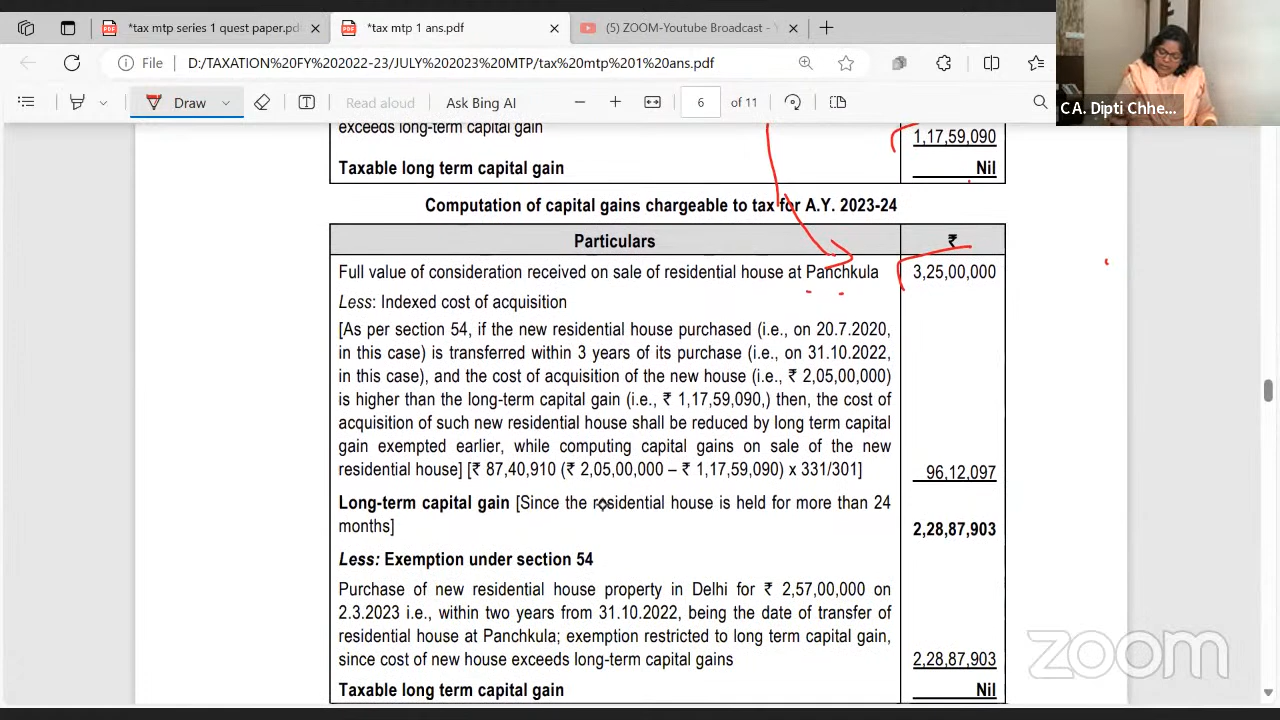 *tax mtp series 1 quest paper.pd
*tax mtp 1 ans.pdf
(5) ZOOM-Youtube Broadcast - Y
File
D:/TAXATION%20FY%202022-23/JULY%202023%20MTP/tax%20mtp%201%20ans.pdf
Draw
Read aloud
Ask Bing AI
6
of 11
CA. Dipti Chhe...
exceeds long-term capital gain
1,17,59,090
Taxable long term capital gain Nil
Computation of capital gains chargeable to tax for A.Y. 2023-24
Particulars ₹
Full value of consideration received on sale of residential house at Panchkula 3,25,00,000
Less: Indexed cost of acquisition
[As per section 54, if the new residential house purchased (i.e., on 20.7.2020,
in this case) is transferred within 3 years of its purchase (i.e., on 31.10.2022,
in this case), and the cost of acquisition of the new house (i.e., ₹ 2,05,00,000)
is higher than the long-term capital gain (i.e., ₹ 1,17,59,090,) then, the cost of
acquisition of such new residential house shall be reduced by long term capital
gain exempted earlier, while computing capital gains on sale of the new
residential house] [₹ 87,40,910 (₹ 2,05,00,000 – ₹ 1,17,59,090) x 331/301] 96,12,097
Long-term capital gain [Since the residential house is held for more than 24
months] 2,28,87,903
Less: Exemption under section 54
Purchase of new residential house property in Delhi for ₹ 2,57,00,000 on
2.3.2023 i.e., within two years from 31.10.2022, being the date of transfer of
residential house at Panchkula; exemption restricted to long term capital gain,
since cost of new house exceeds long-term capital gains 2,28,87,903
Taxable long term capital gain Nil
zoom